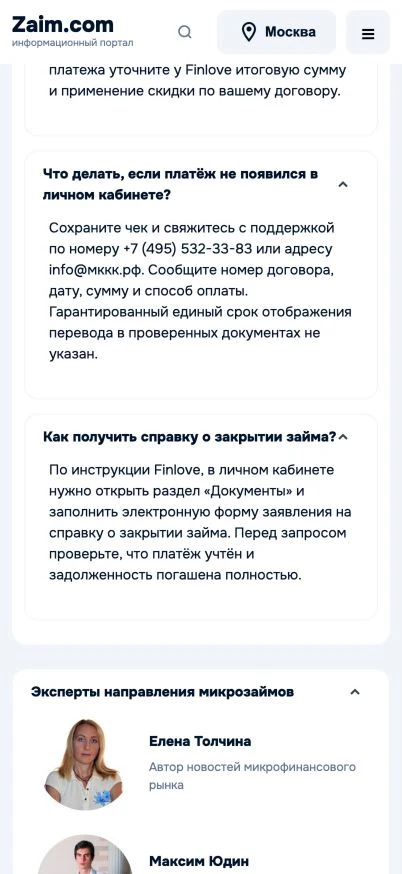 Zaim.com
информационный портал
Москва
платежа уточните у Finlove итоговую сумму
и применение скидки по вашему договору.
Что делать, если платёж не появился в
личном кабинете?
Сохраните чек и свяжитесь с поддержкой
по номеру +7 (495) 532-33-83 или адресу
info@мккк.рф. Сообщите номер договора,
дату, сумму и способ оплаты.
Гарантированный единый срок отображения
перевода в проверенных документах не
указан.
Как получить справку о закрытии займа?
По инструкции Finlove, в личном кабинете
нужно открыть раздел «Документы» и
заполнить электронную форму заявления на
справку о закрытии займа. Перед запросом
проверьте, что платёж учтён и
задолженность погашена полностью.
Эксперты направления микрозаймов
Елена Толчина
Автор новостей микрофинансового
рынка
Максим Юдин